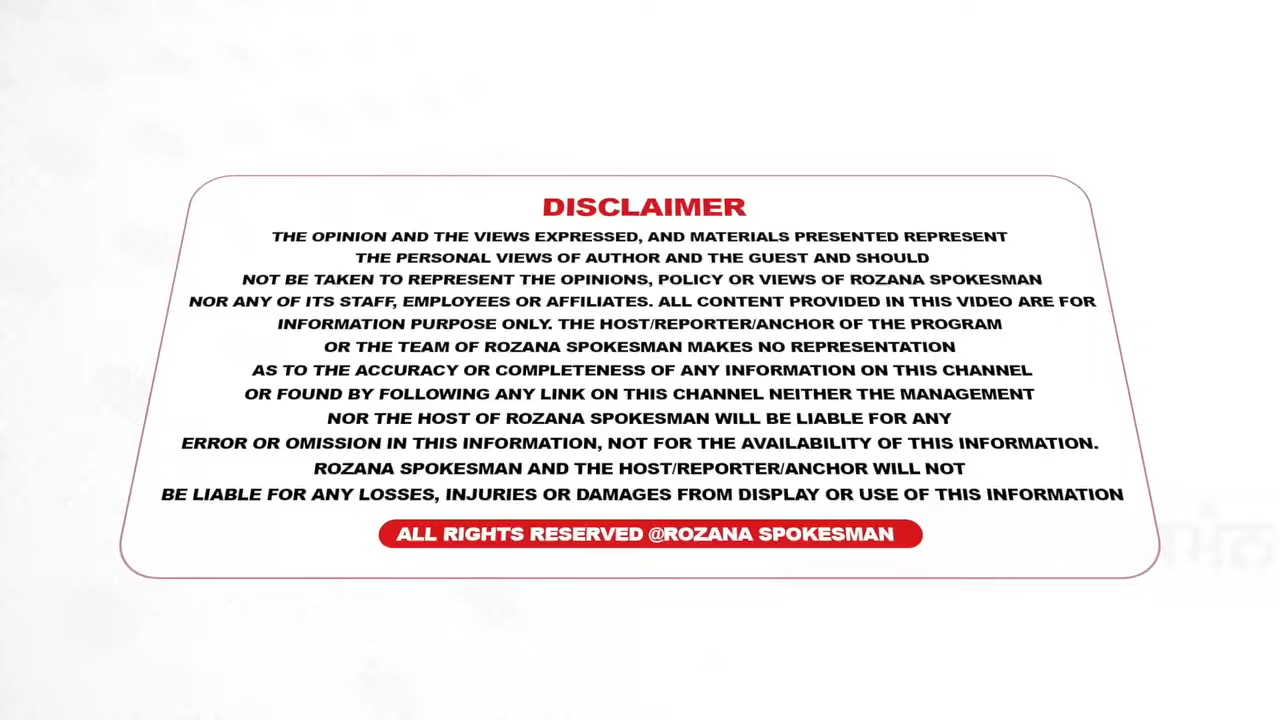 DISCLAIMER
THE OPINION AND THE VIEWS EXPRESSED, AND MATERIALS PRESENTED REPRESENT
THE PERSONAL VIEWS OF AUTHOR AND THE GUEST AND SHOULD
NOT BE TAKEN TO REPRESENT THE OPINIONS, POLICY OR VIEWS OF ROZANA SPOKESMAN
NOR ANY OF ITS STAFF, EMPLOYEES OR AFFILIATES. ALL CONTENT PROVIDED IN THIS VIDEO ARE FOR
INFORMATION PURPOSE ONLY. THE HOST/REPORTER/ANCHOR OF THE PROGRAM
OR THE TEAM OF ROZANA SPOKESMAN MAKES NO REPRESENTATION
AS TO THE ACCURACY OR COMPLETENESS OF ANY INFORMATION ON THIS CHANNEL
OR FOUND BY FOLLOWING ANY LINK ON THIS CHANNEL NEITHER THE MANAGEMENT
NOR THE HOST OF ROZANA SPOKESMAN WILL BE LIABLE FOR ANY
ERROR OR OMISSION IN THIS INFORMATION, NOT FOR THE AVAILABILITY OF THIS INFORMATION.
ROZANA SPOKESMAN AND THE HOST/REPORTER/ANCHOR WILL NOT
BE LIABLE FOR ANY LOSSES, INJURIES OR DAMAGES FROM DISPLAY OR USE OF THIS INFORMATION
ALL RIGHTS RESERVED @ROZANA SPOKESMAN